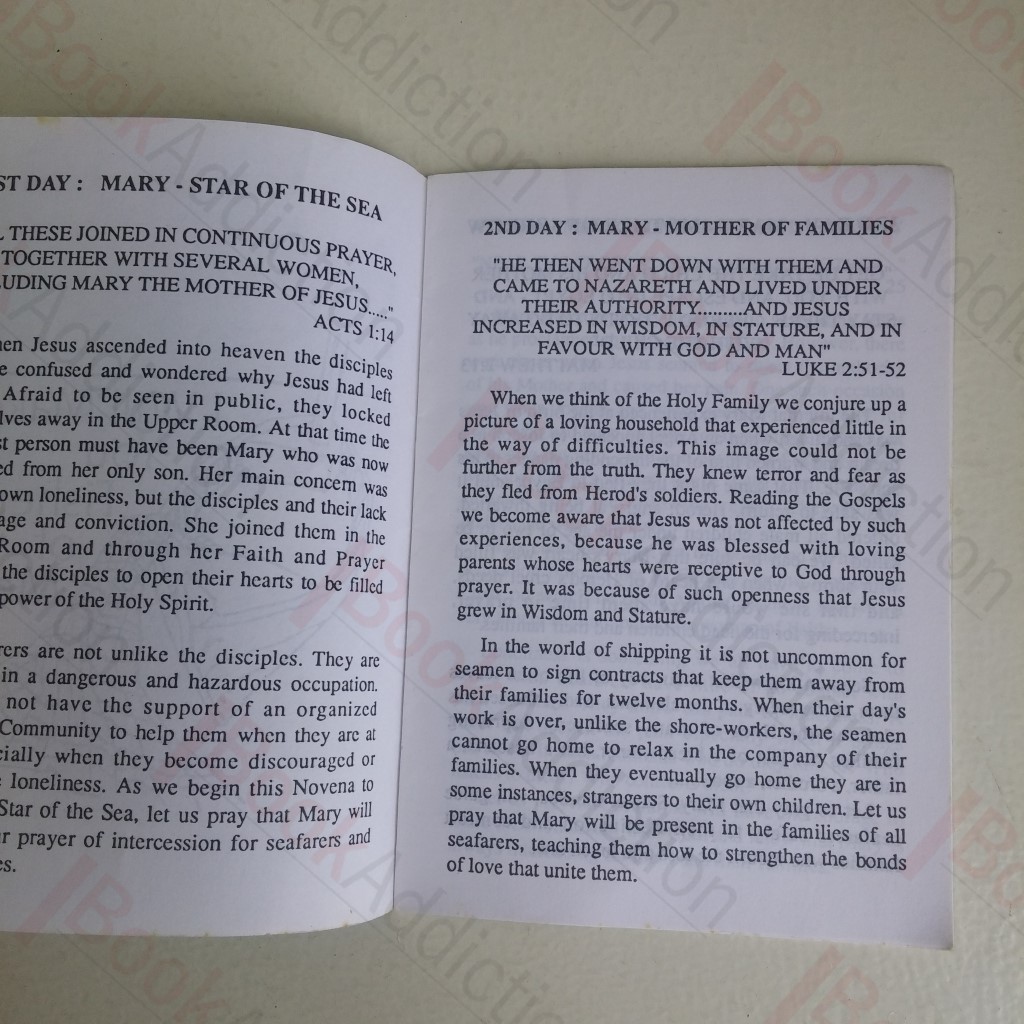 ST DAY : MARY - STAR OF THE SEA
THESE JOINED IN CONTINUOUS PRAYER,
TOGETHER WITH SEVERAL WOMEN,
LUDING MARY THE MOTHER OF JESUS....."
ACTS 1:14
en Jesus ascended into heaven the disciples
e confused and wondered why Jesus had left
Afraid to be seen in public, they locked
lves away in the Upper Room. At that time the
st person must have been Mary who was now
ed from her only son. Her main concern was
own loneliness, but the disciples and their lack
age and conviction. She joined them in the
Room and through her Faith and Prayer
the disciples to open their hearts to be filled
power of the Holy Spirit.
rers are not unlike the disciples. They are
in a dangerous and hazardous occupation.
not have the support of an organized
Community to help them when they are at
cially when they become discouraged or
e loneliness. As we begin this Novena to
Star of the Sea, let us pray that Mary will
r prayer of intercession for seafarers and
es.
2ND DAY : MARY - MOTHER OF FAMILIES
"HE THEN WENT DOWN WITH THEM AND
CAME TO NAZARETH AND LIVED UNDER
THEIR AUTHORITY.........AND JESUS
INCREASED IN WISDOM, IN STATURE, AND IN
FAVOUR WITH GOD AND MAN"
LUKE 2:51-52
When we think of the Holy Family we conjure up a
picture of a loving household that experienced little in
the way of difficulties. This image could not be
further from the truth. They knew terror and fear as
they fled from Herod's soldiers. Reading the Gospels
we become aware that Jesus was not affected by such
experiences, because he was blessed with loving
parents whose hearts were receptive to God through
prayer. It was because of such openness that Jesus
grew in Wisdom and Stature.
In the world of shipping it is not uncommon for
seamen to sign contracts that keep them away from
their families for twelve months. When their day's
work is over, unlike the shore-workers, the seamen
cannot go home to relax in the company of their
families. When they eventually go home they are in
some instances, strangers to their own children. Let us
pray that Mary will be present in the families of all
seafarers, teaching them how to strengthen the bonds
of love that unite them.
BookAddiction